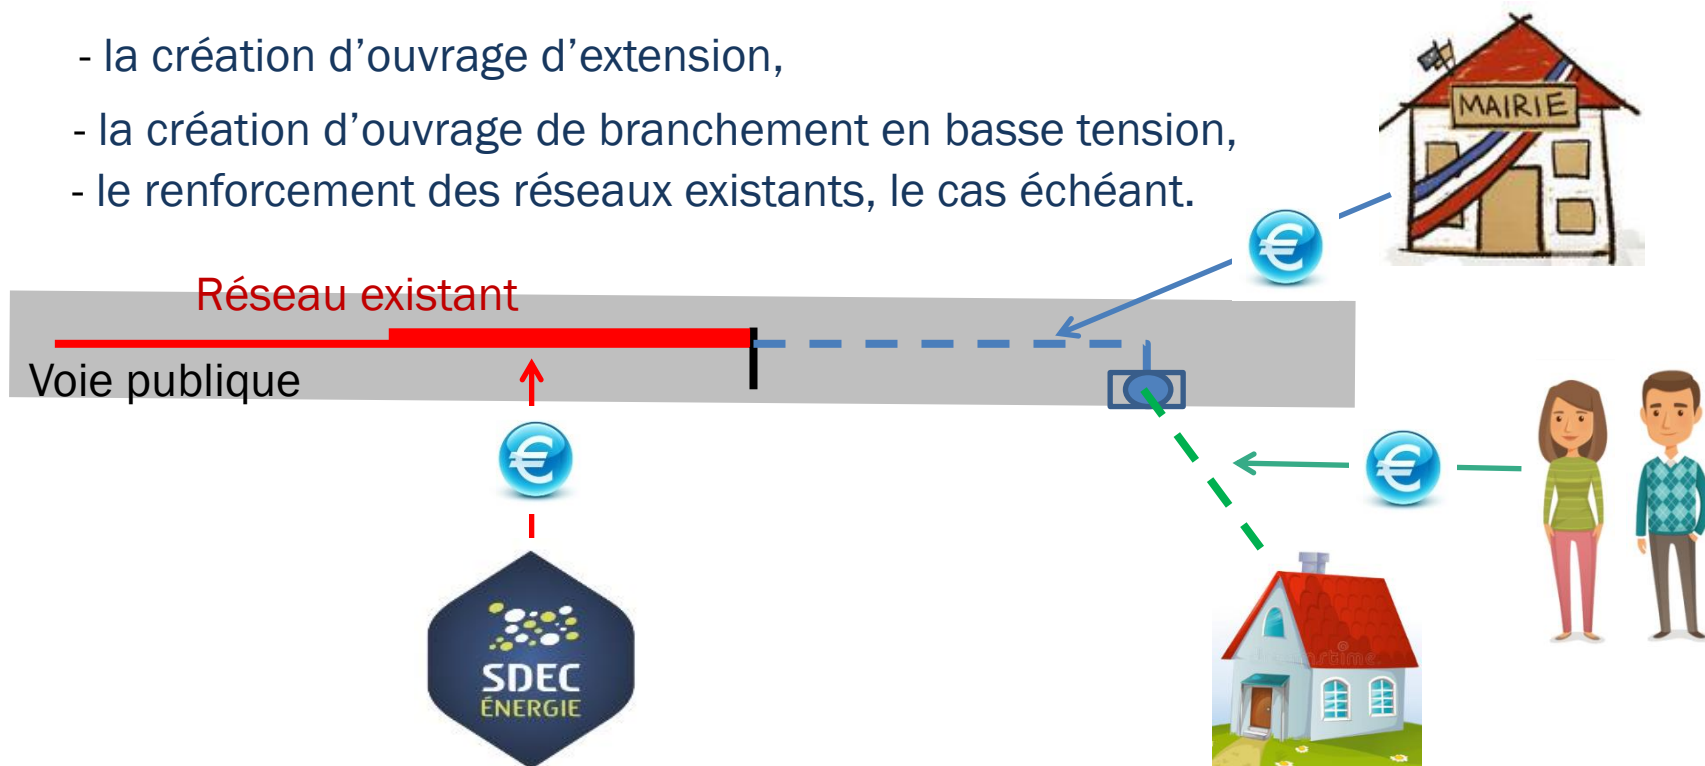 - la création d’ouvrage d’extension,
- la création d’ouvrage de branchement en basse tension,
- le renforcement des réseaux existants, le cas échéant.
MAIRIE
Réseau existant
Voie publique
SDEC
ÉNERGIE